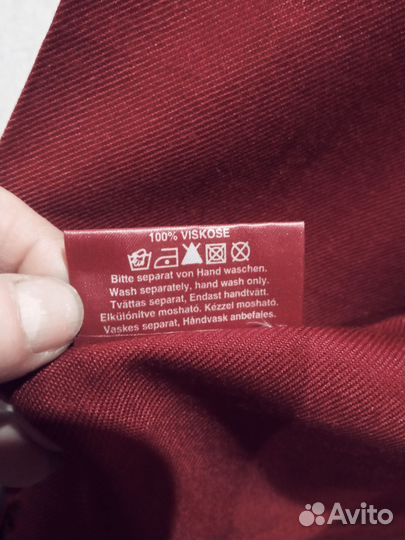 100% VISKOSE
Bitte separat von Hand waschen.
Wash separately, hand wash only.
Tvättas separat, Endast handtvätt.
Elkülönítve mosható. Kézzel mosható.
Vaskes separat, Håndvask anbefales.
Avito